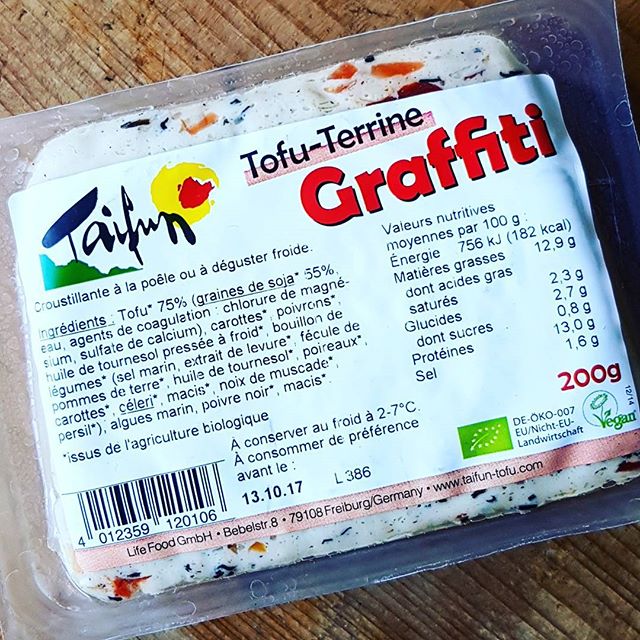 Tofu-Terrine
Graffiti
Taifun
Croustillante à la poêle ou à déguster froide.
Ingrédients : Tofu* 75% (graines de soja* 55%,
eau, agents de coagulation : chlorure de magné-
sium, sulfate de calcium), carottes*, poivrons*,
huile de tournesol pressée à froid*, bouillon de
légumes* (sel marin, extrait de levure*, fécule de
pommes de terre*, huile de tournesol*, poireaux*,
carottes*, céleri*, macis*, noix de muscade*,
persil*), algues marin, poivre noir*, macis*.
*issus de l'agriculture biologique
Valeurs nutritives
moyennes par 100 g :
Énergie 756 kJ (182 kcal)
Matières grasses 12,9 g
dont acides gras
saturés 2,3 g
Glucides 2,7 g
dont sucres 0,8 g
Protéines 13,0 g
Sel 1,6 g
200g
À conserver au froid à 2-7°C.
À consommer de préférence
avant le :
13.10.17 L 386
DE-ÖKO-007
EU/Nicht-EU-
Landwirtschaft
Vegan
12/14
4 012359 120106
Life Food GmbH • Bebelstr.8 • 79108 Freiburg/Germany • www.taifun-tofu.com